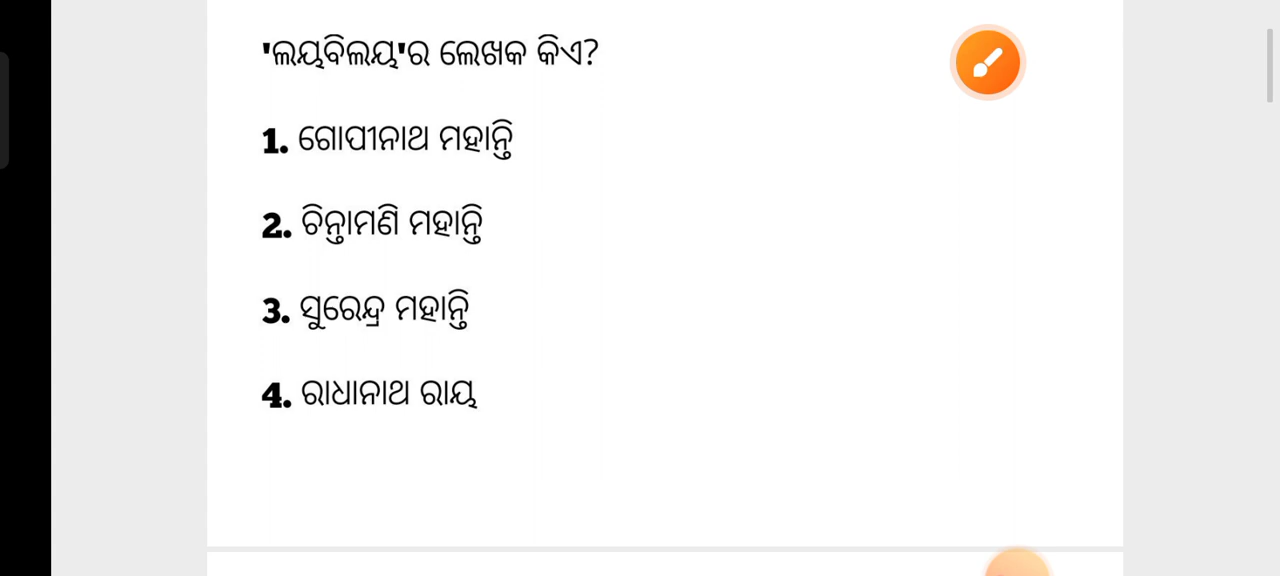 'ଲୟବିଲୟ'ର ଲେଖକ କିଏ?
1. ଗୋପୀନାଥ ମହାନ୍ତି
2. ଚିନ୍ତାମଣି ମହାନ୍ତି
3. ସୁରେନ୍ଦ୍ର ମହାନ୍ତି
4. ରାଧାନାଥ ରାୟ